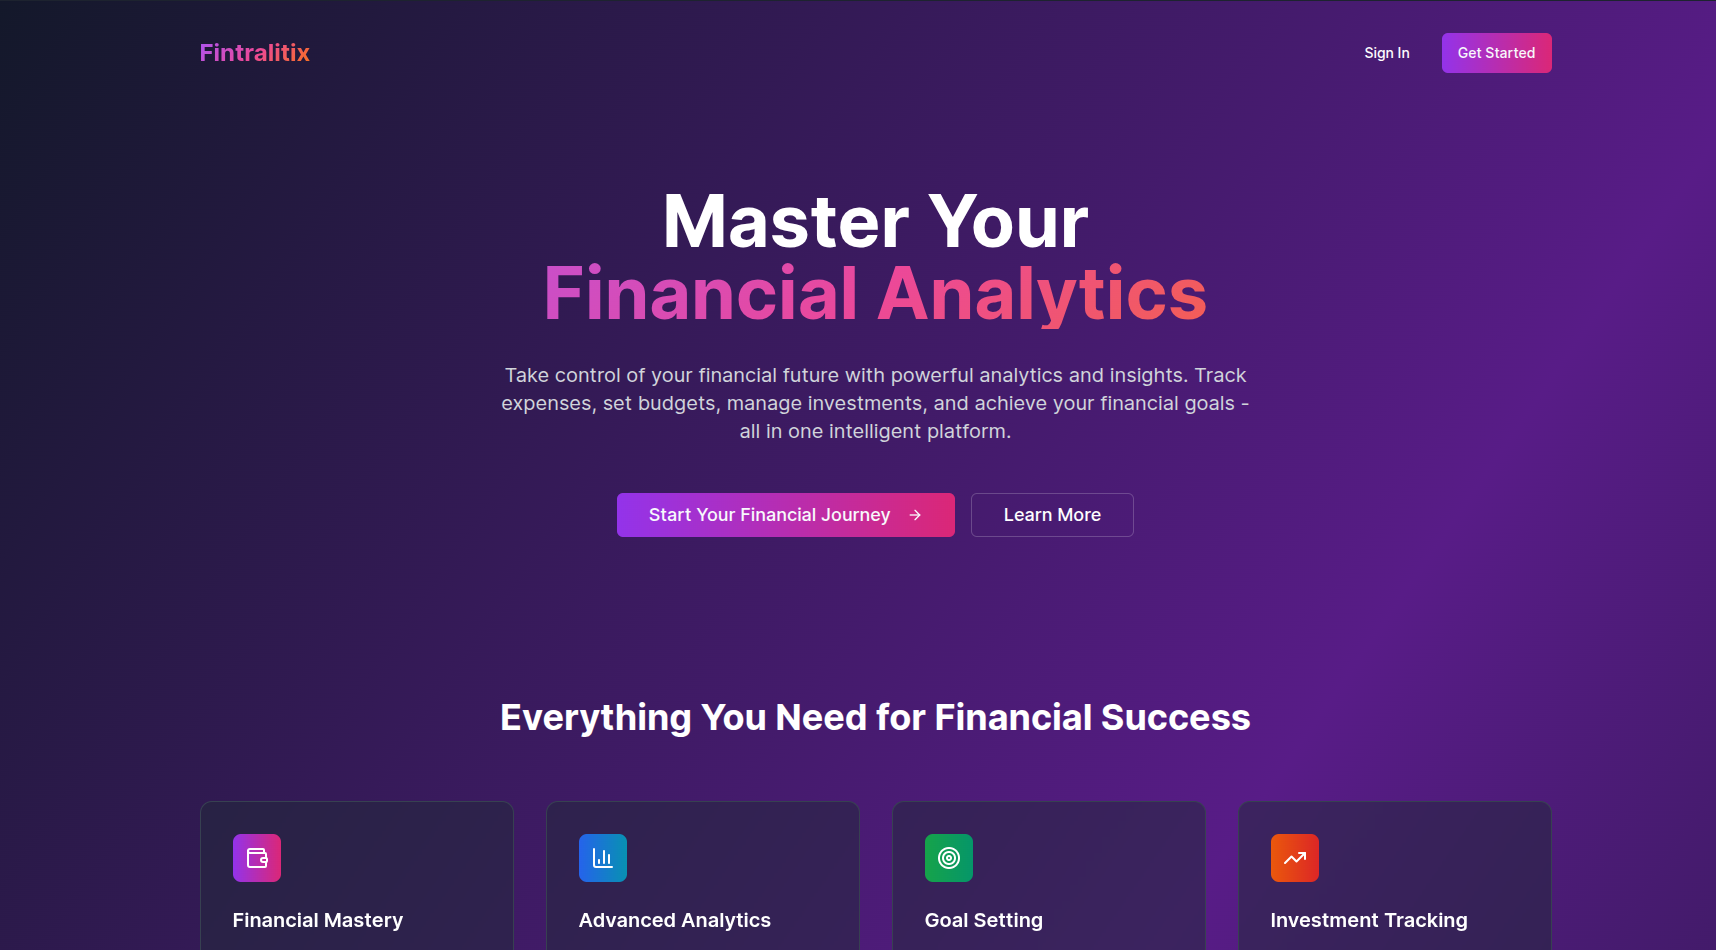 Fintralitix
Sign In
Get Started
Master Your
Financial Analytics
Take control of your financial future with powerful analytics and insights. Track
expenses, set budgets, manage investments, and achieve your financial goals -
all in one intelligent platform.
Start Your Financial Journey →
Learn More
Everything You Need for Financial Success
Financial Mastery
Advanced Analytics
Goal Setting
Investment Tracking